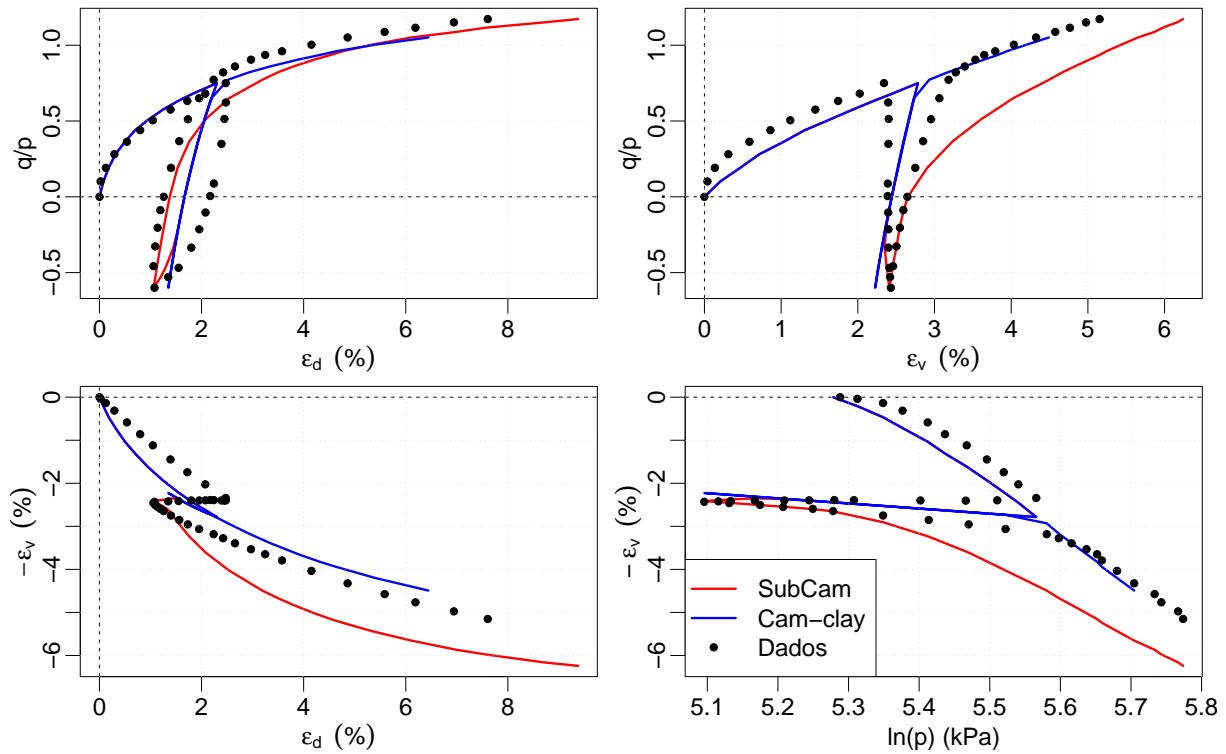 q/p
1.0
0.5
0.0
−0.5
0 2 4 6 8
εd (%)
q/p
1.0
0.5
0.0
−0.5
0 1 2 3 4 5 6
εv (%)
−εv (%)
0
−2
−4
−6
0 2 4 6 8
εd (%)
−εv (%)
0
−2
−4
−6
SubCam
Cam−clay
Dados
5.1 5.2 5.3 5.4 5.5 5.6 5.7 5.8
ln(p) (kPa)